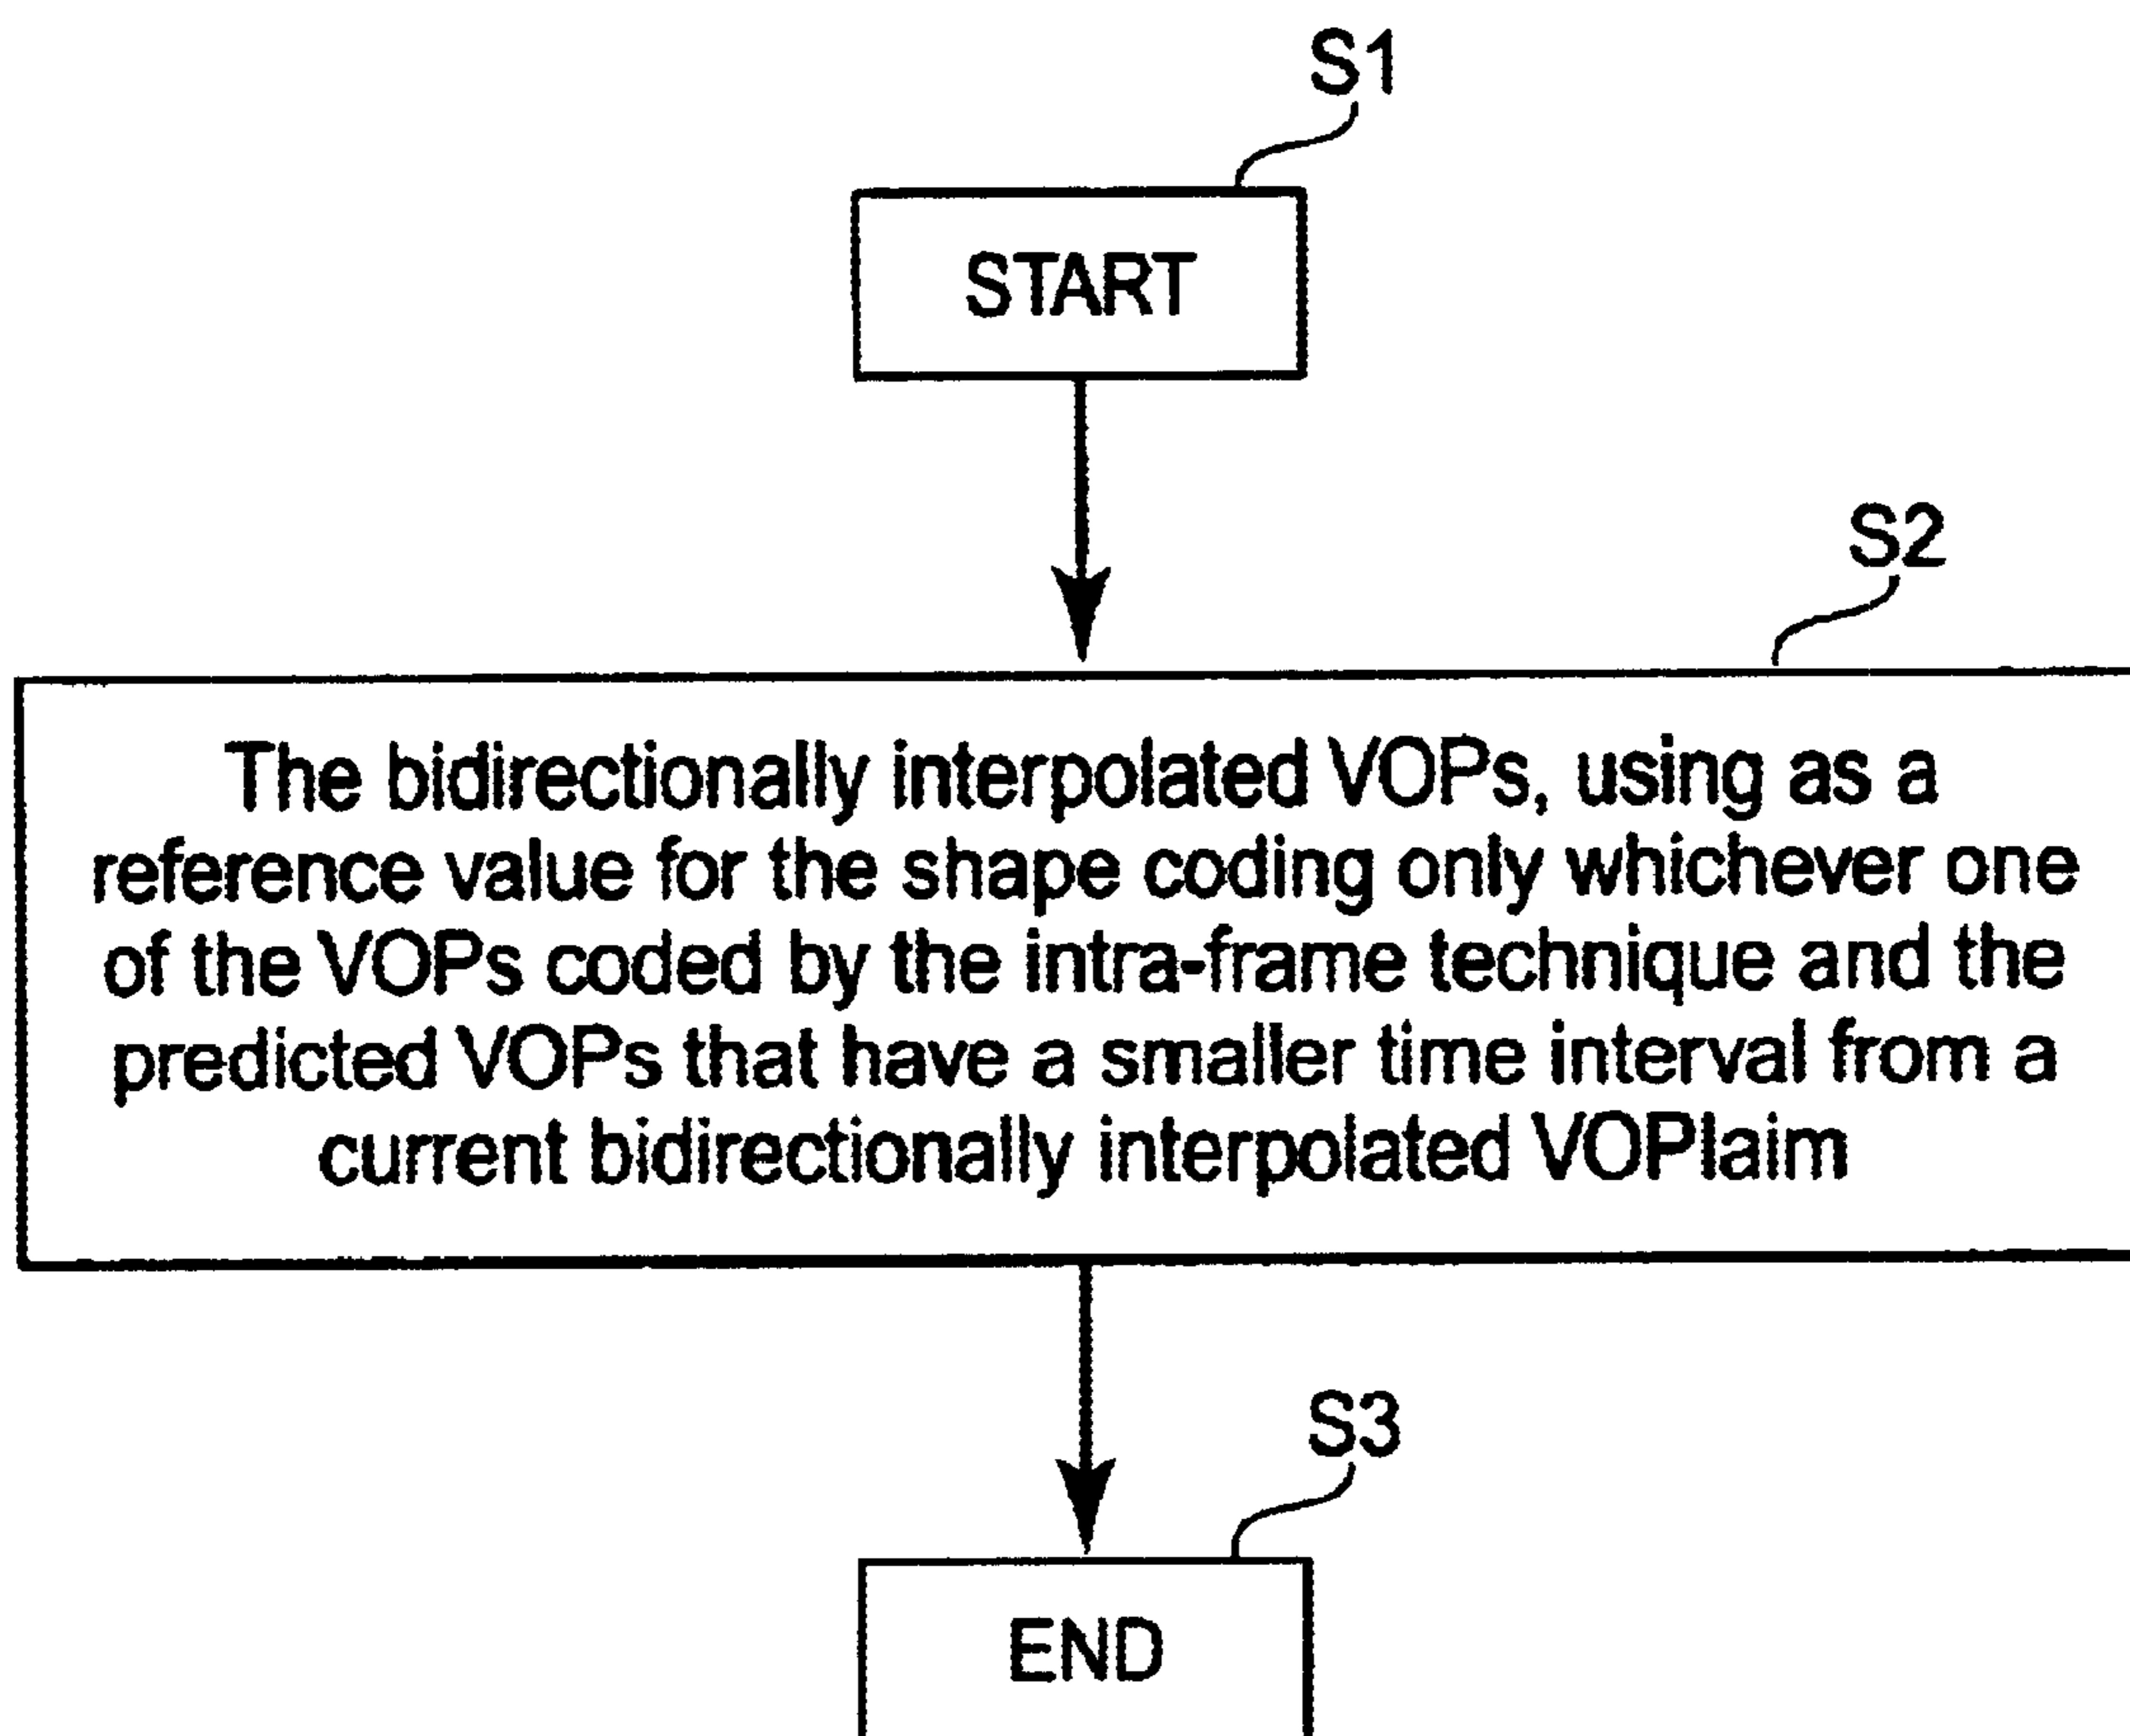 S1
START
S2
The bidirectionally interpolated VOPs, using as a
reference value for the shape coding only whichever one
of the VOPs coded by the intra-frame technique and the
predicted VOPs that have a smaller time interval from a
current bidirectionally interpolated VOPlaim
S3
END